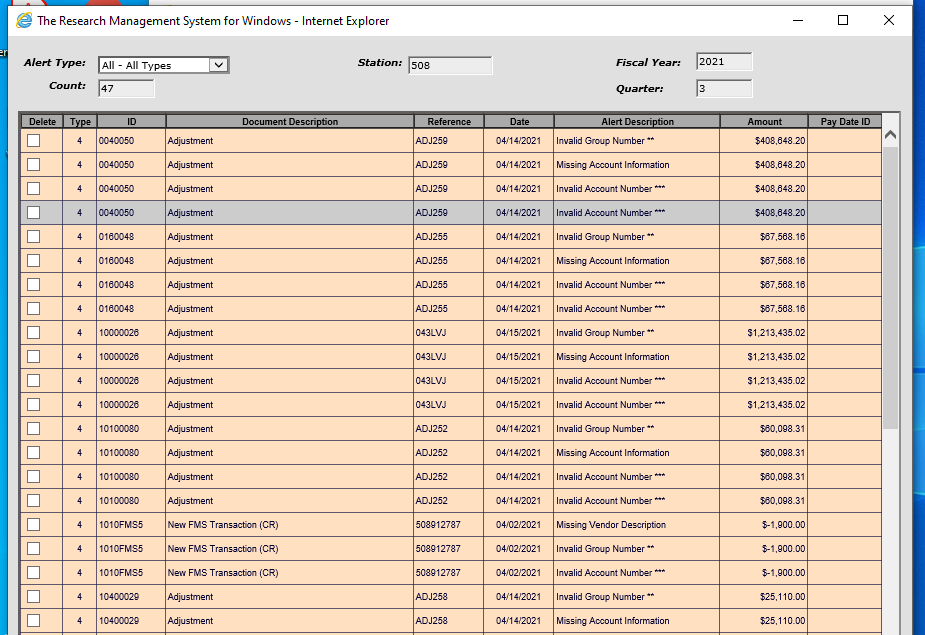 The Research Management System for Windows - Internet Explorer
Alert Type: All - All Types Station: 508 Fiscal Year: 2021
Count: 47 Quarter: 3
Delete Type ID Document Description Reference Date Alert Description Amount Pay Date ID
4 0040050 Adjustment ADJ259 04/14/2021 Invalid Group Number ** $408,648.20
4 0040050 Adjustment ADJ259 04/14/2021 Missing Account Information $408,648.20
4 0040050 Adjustment ADJ259 04/14/2021 Invalid Account Number *** $408,648.20
4 0040050 Adjustment ADJ259 04/14/2021 Invalid Account Number *** $408,648.20
4 0160048 Adjustment ADJ255 04/14/2021 Invalid Group Number ** $67,568.16
4 0160048 Adjustment ADJ255 04/14/2021 Missing Account Information $67,568.16
4 0160048 Adjustment ADJ255 04/14/2021 Invalid Account Number *** $67,568.16
4 0160048 Adjustment ADJ255 04/14/2021 Invalid Account Number *** $67,568.16
4 10000026 Adjustment 043LVJ 04/15/2021 Invalid Group Number ** $1,213,435.02
4 10000026 Adjustment 043LVJ 04/15/2021 Missing Account Information $1,213,435.02
4 10000026 Adjustment 043LVJ 04/15/2021 Invalid Account Number *** $1,213,435.02
4 10000026 Adjustment 043LVJ 04/15/2021 Invalid Account Number *** $1,213,435.02
4 10100080 Adjustment ADJ252 04/14/2021 Invalid Group Number ** $60,098.31
4 10100080 Adjustment ADJ252 04/14/2021 Missing Account Information $60,098.31
4 10100080 Adjustment ADJ252 04/14/2021 Invalid Account Number *** $60,098.31
4 10100080 Adjustment ADJ252 04/14/2021 Invalid Account Number *** $60,098.31
4 1010FMS5 New FMS Transaction (CR) 508912787 04/02/2021 Missing Vendor Description $-1,900.00
4 1010FMS5 New FMS Transaction (CR) 508912787 04/02/2021 Invalid Group Number ** $-1,900.00
4 1010FMS5 New FMS Transaction (CR) 508912787 04/02/2021 Invalid Account Number *** $-1,900.00
4 10400029 Adjustment ADJ258 04/14/2021 Invalid Group Number ** $25,110.00
4 10400029 Adjustment ADJ258 04/14/2021 Missing Account Information $25,110.00